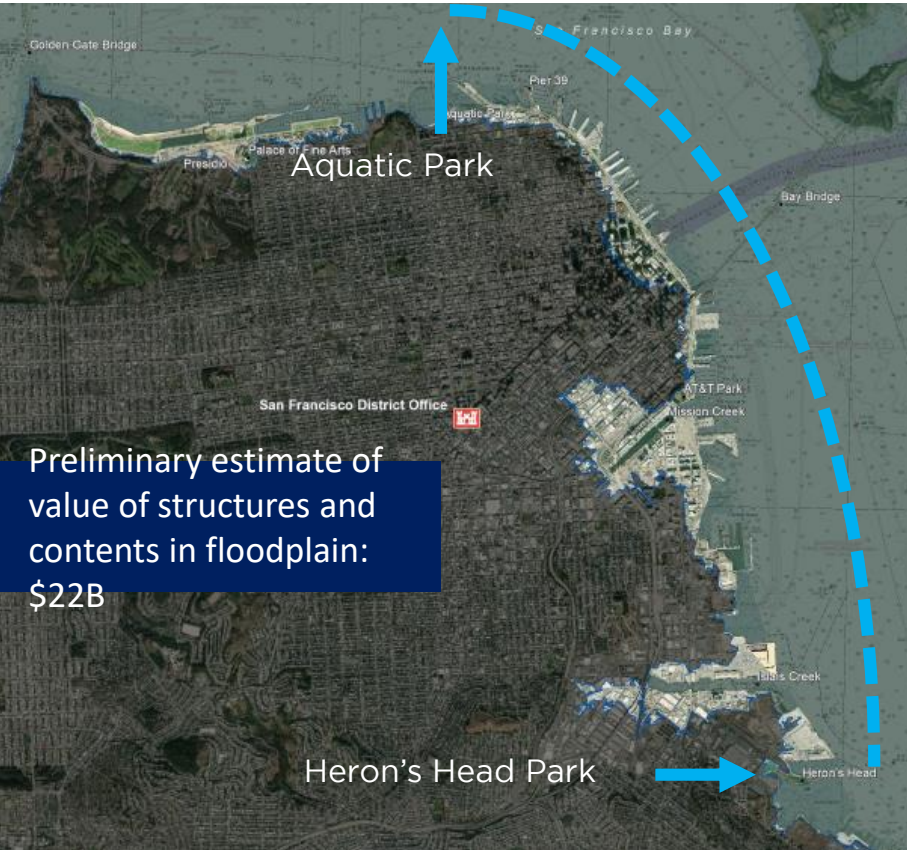 San Francisco Bay
Golden Gate Bridge
Pier 39
Aquatic Park
Palace of Fine Arts
Presidio
Aquatic Park
Bay Bridge
AT&T Park
San Francisco District Office
Mission Creek
Preliminary estimate of
value of structures and
contents in floodplain:
$22B
Islais Creek
Heron's Head Park
Heron's Head